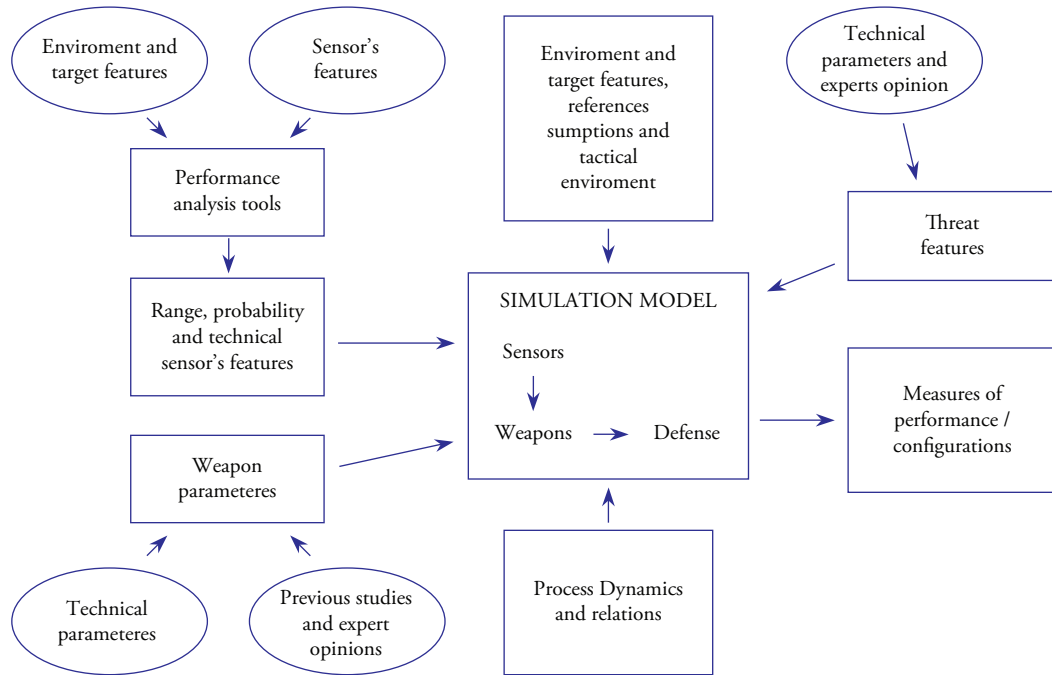 Enviroment and
target features
Sensor's
features
Enviroment and
target features,
references
sumptions and
tactical
enviroment
Technical
parameters and
experts opinion
Performance
analysis tools
Threat
features
Range, probability
and technical
sensor's features
SIMULATION MODEL
Sensors
Weapons
Defense
Measures of
performance /
configurations
Weapon
parameteres
Technical
parameteres
Previous studies
and expert
opinions
Process Dynamics
and relations